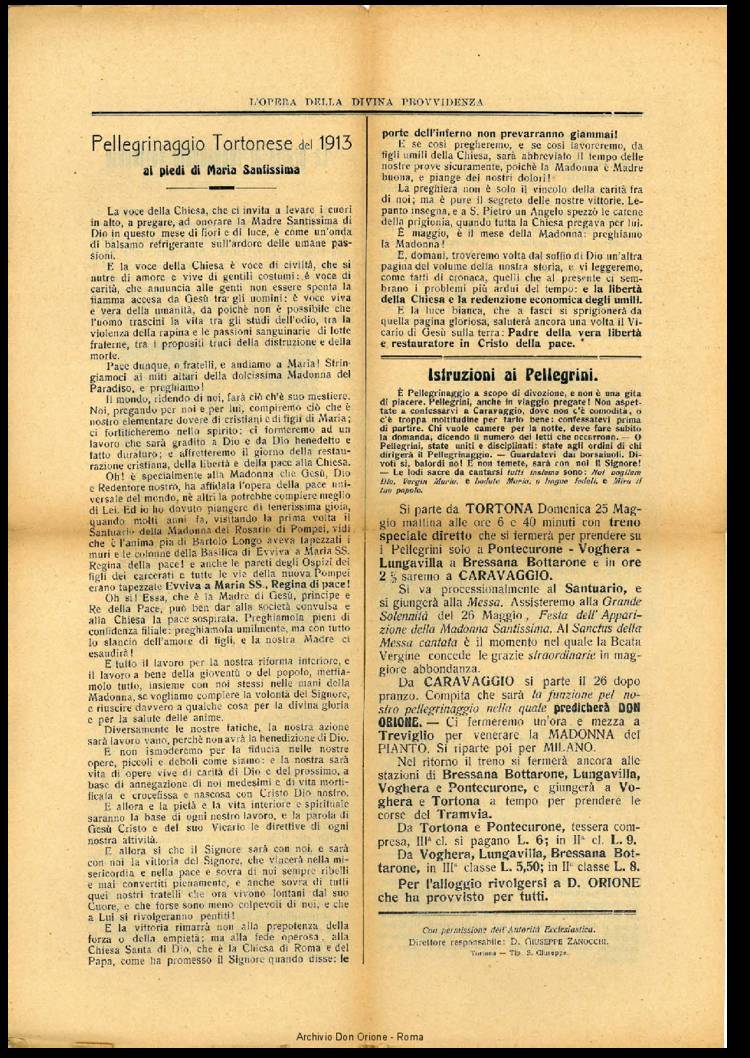 L'OPERA DELLA DIVINA PROVVIDENZA
Pellegrinaggio Tortonese del 1913
ai piedi di Maria Santissima
La voce della Chiesa, che ci invita a levare i cuori
in alto, a pregare, ad onorare la Madre Santissima di
Dio in questo mese di fiori e di luce, è come un'onda
di balsamo refrigerante sull'ardore delle umane pas-
sioni.
E la voce della Chiesa è voce di civiltà, che si
nutre di amore e vive di gentili costumi: è voce di
carità, che annuncia alle genti non essere spenta la
fiamma accesa da Gesù tra gli uomini: è voce viva
e vera della umanità, da poichè non è possibile che
l'uomo trascini la vita tra gli studi dell'odio, tra la
violenza della rapina e le passioni sanguinarie di lotte
fraterne, tra i propositi truci della distruzione e della
morte.
Pace dunque, o fratelli, e andiamo a Maria! Strin-
giamoci ai miti altari della dolcissima Madonna del
Paradiso, e preghiamo!
Il mondo, ridendo di noi, farà ciò ch'è suo mestiere.
Noi, pregando per noi e per lui, compiremo ciò che è
nostro elementare dovere di cristiani e di figli di Maria;
ci fortificheremo nello spirito: ci formeremo ad un
lavoro che sarà gradito a Dio e da Dio benedetto e
fatto duraturo; e affretteremo il giorno della restau-
razione cristiana, della libertà e della pace alla Chiesa.
Oh! è specialmente alla Madonna che Gesù, Dio
e Redentore nostro, ha affidata l'opera della pace uni-
versale del mondo, nè altri la potrebbe compiere meglio
di Lei. Ed io ho dovuto piangere di tenerissima gioia,
quando molti anni fa, visitando la prima volta il
Santuario della Madonna del Rosario di Pompei, vidi
che è l'anima pia di Bartolo Longo aveva tapezzati i
muri e le colonne della Basilica di Evviva a Maria SS.
Regina della pace! e anche le pareti degli Ospizi dei
figli dei carcerati e tutte le vie della nuova Pompei
erano tapezzate Evviva a Maria SS., Regina di pace!
Oh si! Essa, che è la Madre di Gesù, principe e
Re della Pace, può ben dar alla società convulsa e
alla Chiesa la pace sospirata. Preghiamola pieni di
confidenza filiale: preghiamola umilmente, ma con tutto
lo slancio dell'amore di figli, e la nostra Madre ci
esaudirà!
E tutto il lavoro per la nostra riforma interiore, e
il lavoro a bene della gioventù o del popolo, mettia-
molo tutto, insieme con noi stessi nelle mani della
Madonna, se vogliamo compiere la volontà del Signore,
e riuscire davvero a qualche cosa per la divina gloria
e per la salute delle anime.
Diversamente le nostre fatiche, la nostra azione
sarà lavoro vano, perchè non avrà la benedizione di Dio.
E non ismoderemo per la fiducia nelle nostre
opere, piccoli e deboli come siamo: e la nostra sarà
vita di opere vive di carità di Dio e del prossimo, a
base di annegazione di noi medesimi e di vita morti-
ficata e crocefissa e nascosa con Cristo Dio nostro.
E allora e la pietà e la vita interiore e spirituale
saranno la base di ogni nostro lavoro, e la parola di
Gesù Cristo e del suo Vicario le direttive di ogni
nostra attività.
E allora si che il Signore sarà con noi, e sarà
con noi la vittoria del Signore, che vincerà nella mi-
sericordia e nella pace e sovra di noi sempre ribelli
e mai convertiti pienamente, e anche sovra di tutti
quei nostri fratelli che ora vivono lontani dal suo
Cuore, e che forse sono meno colpevoli di noi, e che
a Lui si rivolgeranno pentiti!
E la vittoria rimarrà non alla prepotenza della
forza o della empietà; ma alla fede operosa, alla
Chiesa Santa di Dio, che è la Chiesa di Roma e del
Papa, come ha promesso il Signore quando disse: le
porte dell'inferno non prevarranno giammai!
E se così pregheremo, e se così lavoreremo, da
figli umili della Chiesa, sarà abbreviato il tempo delle
nostre prove sicuramente, poichè la Madonna è Madre
buona, e piange dei nostri dolori!
La preghiera non è solo il vincolo della carità fra
di noi; ma è pure il segreto delle nostre vittorie. Le-
panto insegna, e a S. Pietro un Angelo spezzò le catene
della prigionia, quando tutta la Chiesa pregava per lui.
È maggio, è il mese della Madonna: preghiamo
la Madonna!
E, domani, troveremo volta dal soffio di Dio un'altra
pagina del volume della nostra storia, e vi leggeremo,
come fatti di cronaca, quelli che al presente ci sem-
brano i problemi più ardui del tempo: e la libertà
della Chiesa e la redenzione economica degli umili.
E la luce bianca, che a fasci si sprigionerà da
quella pagina gloriosa, saluterà ancora una volta il Vi-
cario di Gesù sulla terra: Padre della vera libertà
e restauratore in Cristo della pace.
Istruzioni ai Pellegrini.
È Pellegrinaggio a scopo di divozione, e non è una gita
di piacere. Pellegrini, anche in viaggio pregate! Non aspet-
tate a confessarvi a Caravaggio, dove non c'è comodità, o
c'è troppa moltitudine per farlo bene: confessatevi prima
di partire. Chi vuole camere per la notte, deve fare subito
la domanda, dicendo il numero dei letti che occorrono. — O
Pellegrini, state uniti e disciplinati: state agli ordini di chi
dirigerà il Pellegrinaggio. — Guardatevi dai borsaiuoli. Di-
voti sì, balordi no! E non temete, sarà con noi il Signore!
— Le lodi sacre da cantarsi tutti insieme sono: Noi vogliam
Dio, Vergin Maria, e lodate Maria, o lingue fedeli, e Mira il
tuo popolo.
Si parte da TORTONA Domenica 25 Mag-
gio mattina alle ore 6 e 40 minuti con treno
speciale diretto che si fermerà per prendere su
i Pellegrini solo a Pontecurone - Voghera -
Lungavilla a Bressana Bottarone e in ore
2 ½ saremo a CARAVAGGIO.
Si va processionalmente al Santuario, e
si giungerà alla Messa. Assisteremo alla Grande
Solennità del 26 Maggio, Festa dell'Appari-
zione della Madonna Santissima. Al Sanctus della
Messa cantata è il momento nel quale la Beata
Vergine concede le grazie straordinarie in mag-
giore abbondanza.
Da CARAVAGGIO si parte il 26 dopo
pranzo. Compita che sarà la funzione pel no-
stro pellegrinaggio nella quale predicherà DON
ORIONE. — Ci fermeremo un'ora e mezza a
Treviglio per venerare la MADONNA del
PIANTO. Si riparte poi per MILANO.
Nel ritorno il treno si fermerà ancora alle
stazioni di Bressana Bottarone, Lungavilla,
Voghera e Pontecurone, e giungerà a Vo-
ghera e Tortona a tempo per prendere le
corse del Tramvia.
Da Tortona e Pontecurone, tessera com-
presa, IIIª cl. si pagano L. 6; in IIª cl. L. 9.
Da Voghera, Lungavilla, Bressana Bot-
tarone, in IIIª classe L. 5,50; in IIª classe L. 8.
Per l'alloggio rivolgersi a D. ORIONE
che ha provvisto per tutti.
Con permissione dell'Autorità Ecclesiastica.
Direttore responsabile: D. GIUSEPPE ZANOCCHI.
Tortona — Tip. S. Giuseppe.
Archivio Don Orione - Roma